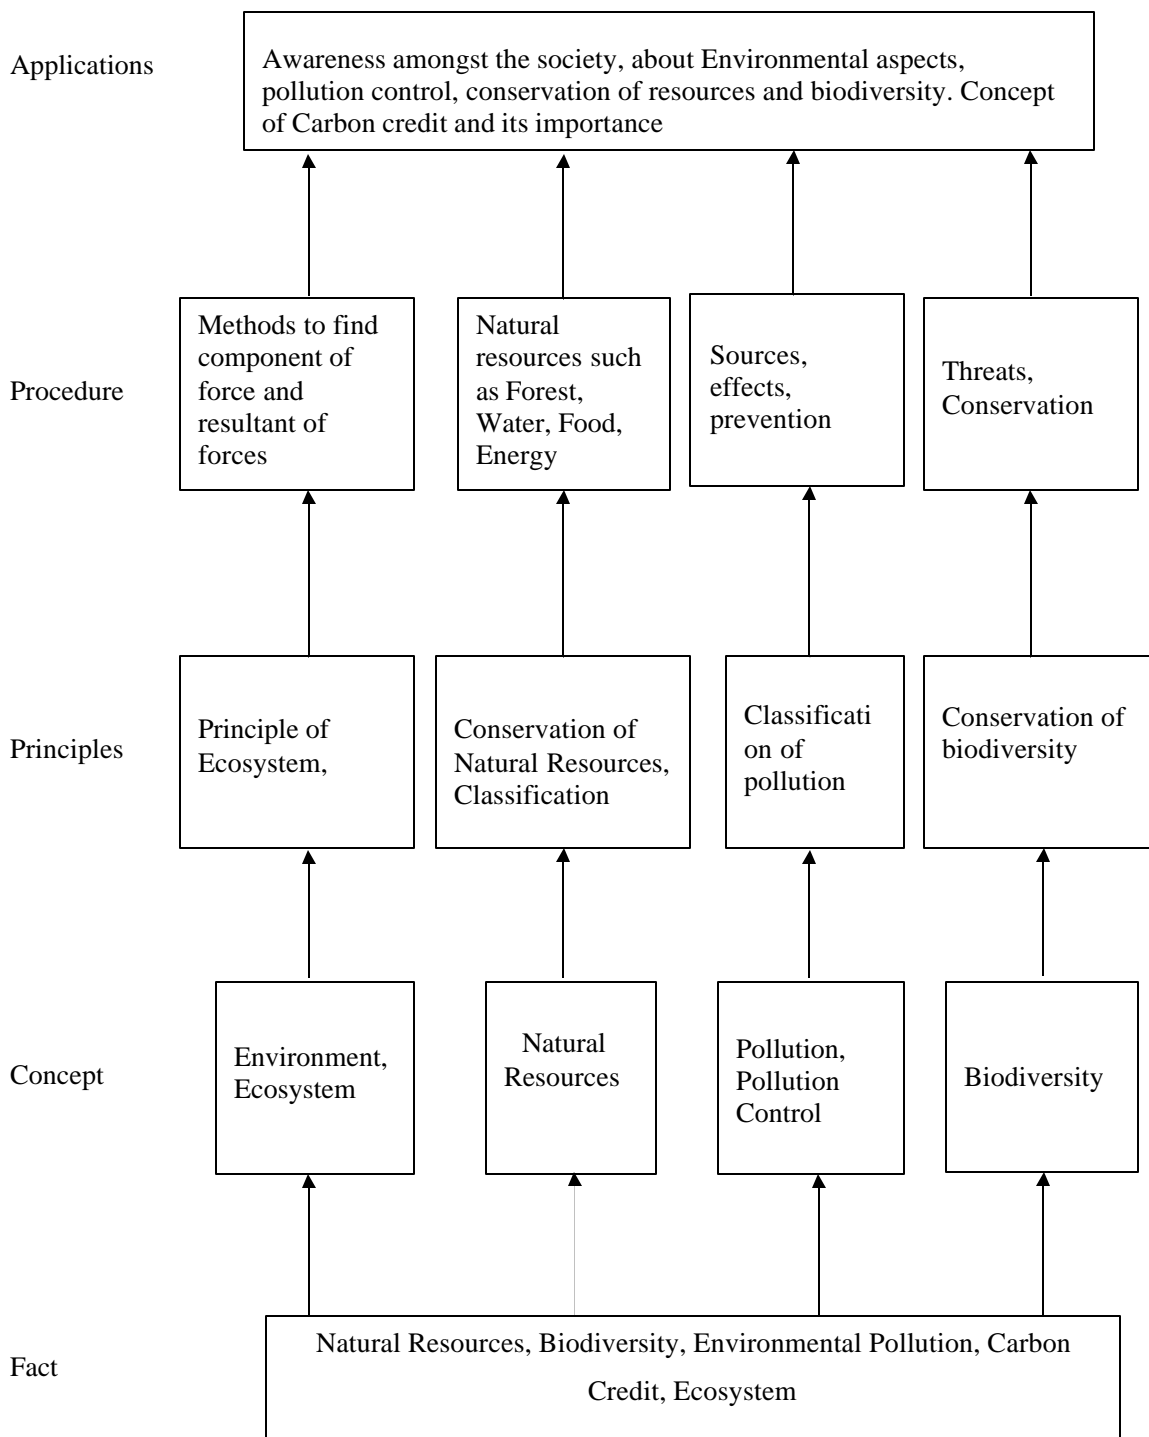 Applications
Awareness amongst the society, about Environmental aspects,
pollution control, conservation of resources and biodiversity. Concept
of Carbon credit and its importance
Procedure
Methods to find
component of
force and
resultant of
forces
Natural
resources such
as Forest,
Water, Food,
Energy
Sources,
effects,
prevention
Threats,
Conservation
Principles
Principle of
Ecosystem,
Conservation of
Natural Resources,
Classification
Classificati
on of
pollution
Conservation of
biodiversity
Concept
Environment,
Ecosystem
Natural
Resources
Pollution,
Pollution
Control
Biodiversity
Fact
Natural Resources, Biodiversity, Environmental Pollution, Carbon
Credit, Ecosystem